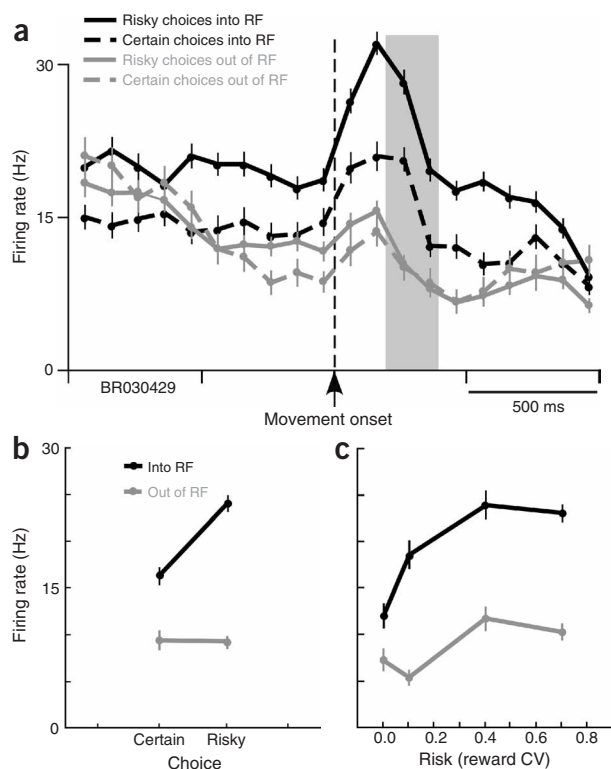 a
Risky choices into RF
Certain choices into RF
Risky choices out of RF
Certain choices out of RF
30
15
0
Firing rate (Hz)
BR030429
Movement onset
500 ms
b
Into RF
Out of RF
30
15
0
Firing rate (Hz)
Certain Risky
Choice
c
0.0 0.2 0.4 0.6 0.8
Risk (reward CV)